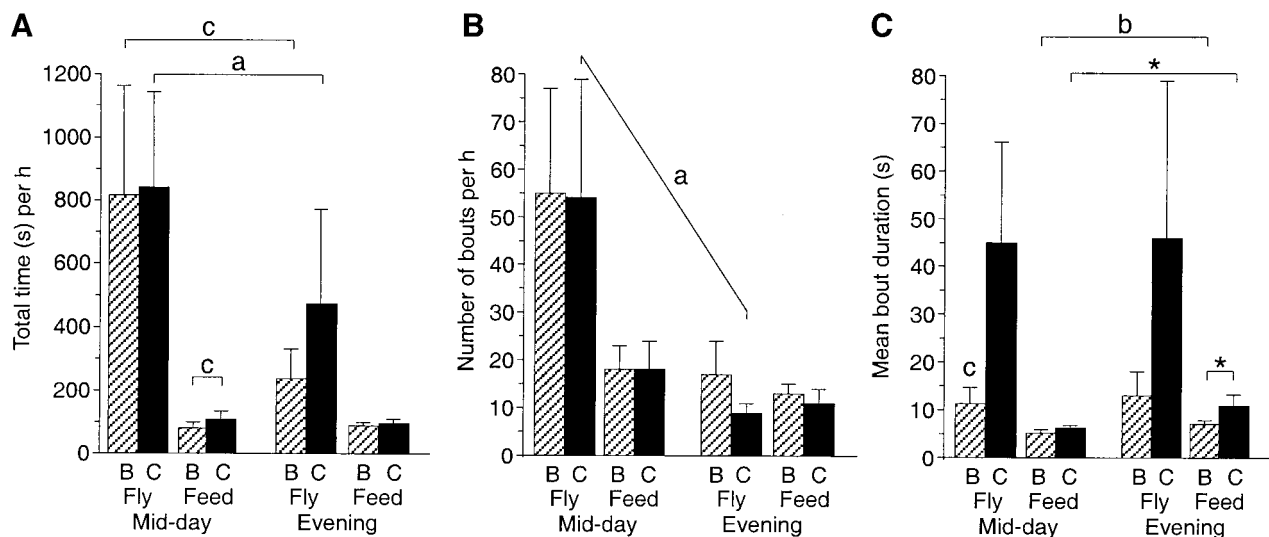 A
c
a
Total time (s) per h
1200
1000
800
600
400
200
0
c
B C B C B C B C
Fly Feed Fly Feed
Mid-day Evening
B
Number of bouts per h
80
70
60
50
40
30
20
10
0
a
B C B C B C B C
Fly Feed Fly Feed
Mid-day Evening
C
b
*
Mean bout duration (s)
80
70
60
50
40
30
20
10
0
c
*
B C B C B C B C
Fly Feed Fly Feed
Mid-day Evening